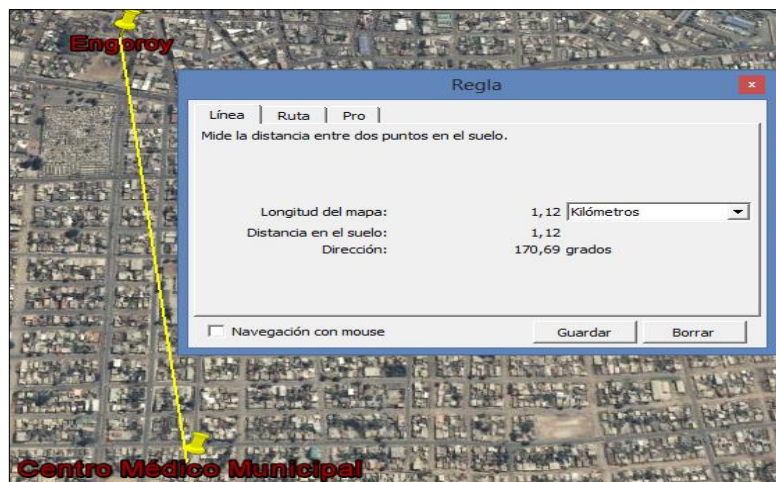 Engoroy
Regla
x
Línea Ruta Pro
Mide la distancia entre dos puntos en el suelo.
Longitud del mapa: 1,12 Kilómetros
Distancia en el suelo: 1,12
Dirección: 170,69 grados
Navegación con mouse Guardar Borrar
Centro Médico Municipal